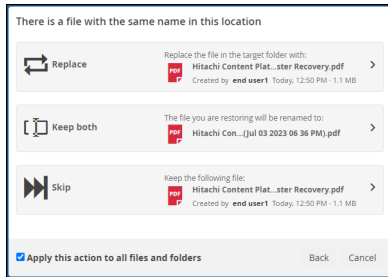 There is a file with the same name in this location
Replace
Replace the file in the target folder with:
PDF
Hitachi Content Plat...ster Recovery.pdf
Created by end user1 Today, 12:50 PM - 1.1 MB
Keep both
The file you are restoring will be renamed to:
PDF
Hitachi Con...(Jul 03 2023 06 36 PM).pdf
Skip
Keep the following file:
PDF
Hitachi Content Plat...ster Recovery.pdf
Created by end user1 Today, 12:50 PM - 1.1 MB
Apply this action to all files and folders
Back
Cancel